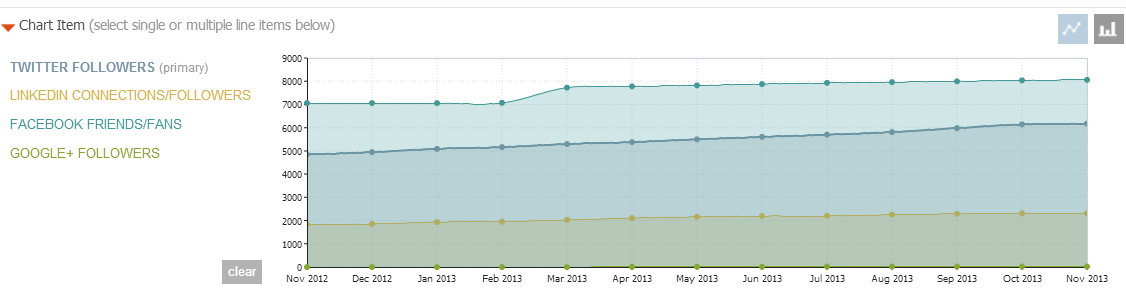 Chart Item (select single or multiple line items below)
TWITTER FOLLOWERS (primary)
LINKEDIN CONNECTIONS/FOLLOWERS
FACEBOOK FRIENDS/FANS
GOOGLE+ FOLLOWERS
clear
9000
8000
7000
6000
5000
4000
3000
2000
1000
0
Nov 2012 Dec 2012 Jan 2013 Feb 2013 Mar 2013 Apr 2013 May 2013 Jun 2013 Jul 2013 Aug 2013 Sep 2013 Oct 2013 Nov 2013